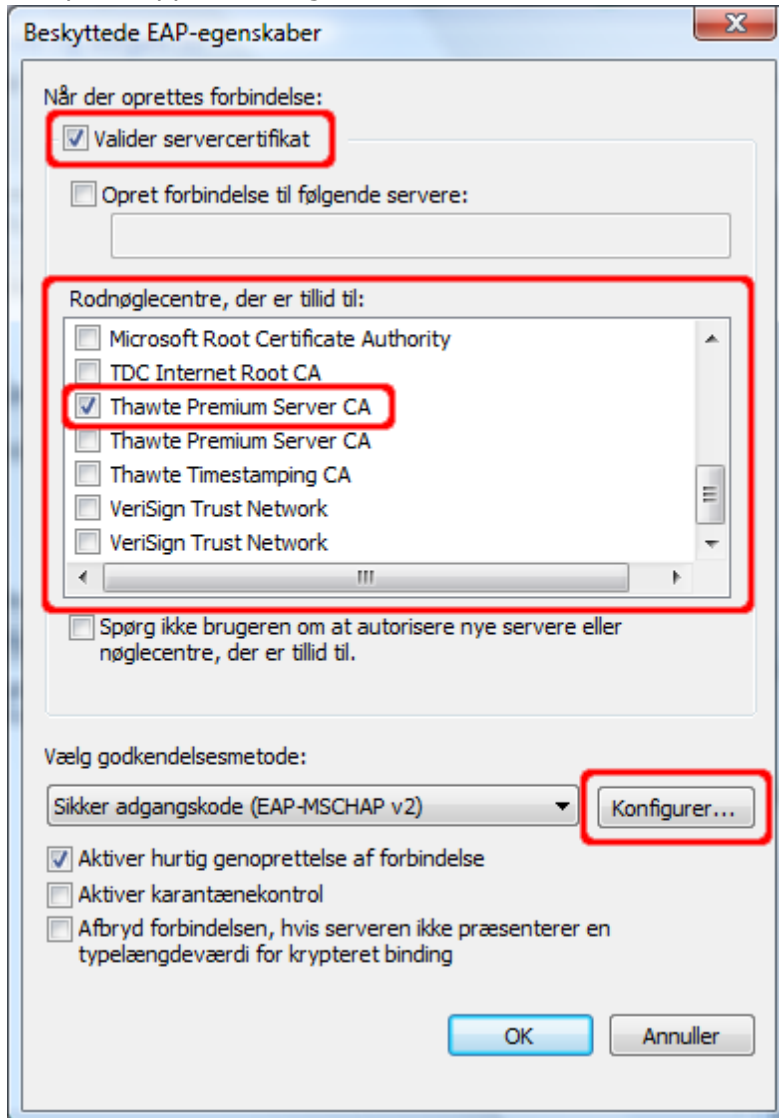 Beskyttede EAP-egenskaber
Når der oprettes forbindelse:
Valider servercertifikat
Opret forbindelse til følgende servere:
Rodnøglecentre, der er tillid til:
Microsoft Root Certificate Authority
TDC Internet Root CA
Thawte Premium Server CA
Thawte Premium Server CA
Thawte Timestamping CA
VeriSign Trust Network
VeriSign Trust Network
Spørg ikke brugeren om at autorisere nye servere eller
nøglecentre, der er tillid til.
Vælg godkendelsesmetode:
Sikker adgangskode (EAP-MSCHAP v2)
Konfigurer...
Aktiver hurtig genoprettelse af forbindelse
Aktiver karantænekontrol
Afbryd forbindelsen, hvis serveren ikke præsenterer en
typelængdeværdi for krypteret binding
OK
Annuller